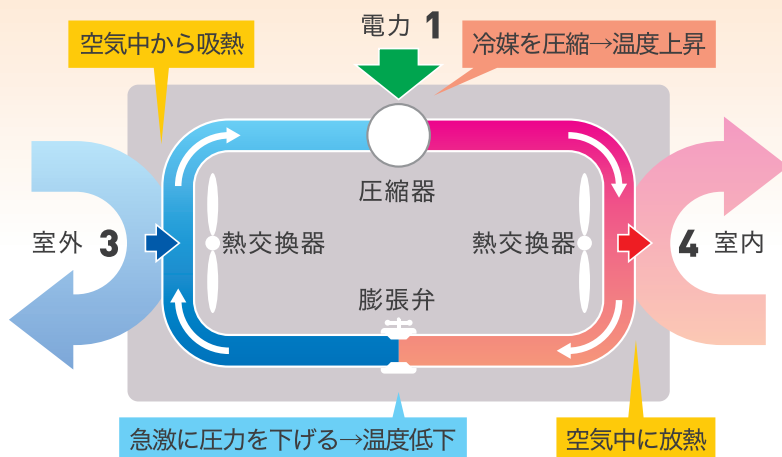 電力 1
空気中から吸熱
冷媒を圧縮→温度上昇
圧縮器
室外 3
熱交換器
熱交換器
4 室内
膨張弁
急激に圧力を下げる→温度低下
空気中に放熱